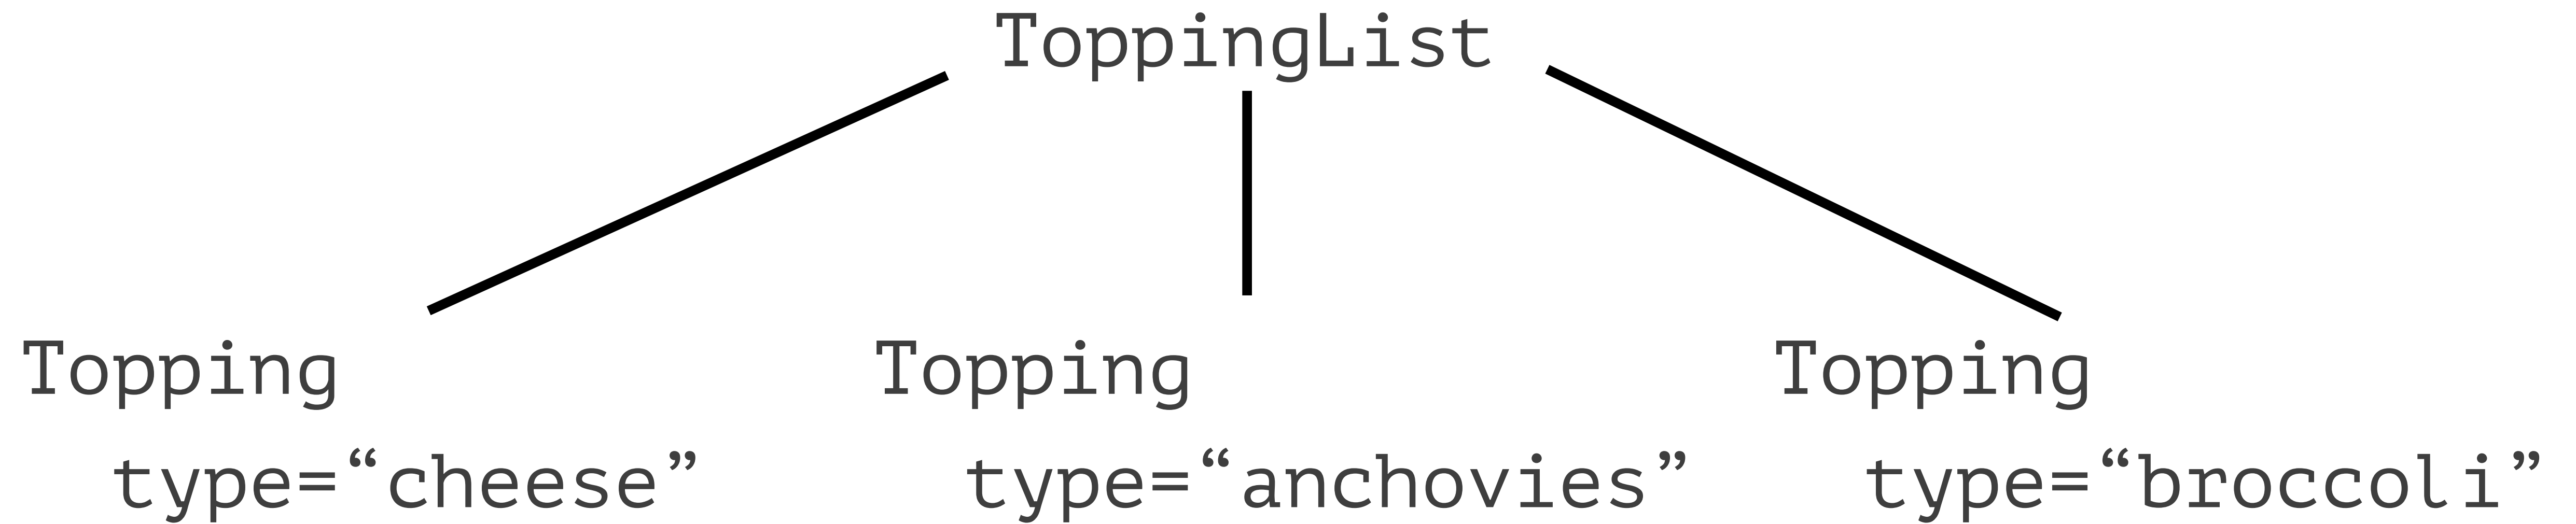 ToppingList
Topping
type=“cheese”
Topping
type=“anchovies”
Topping
type=“broccoli”